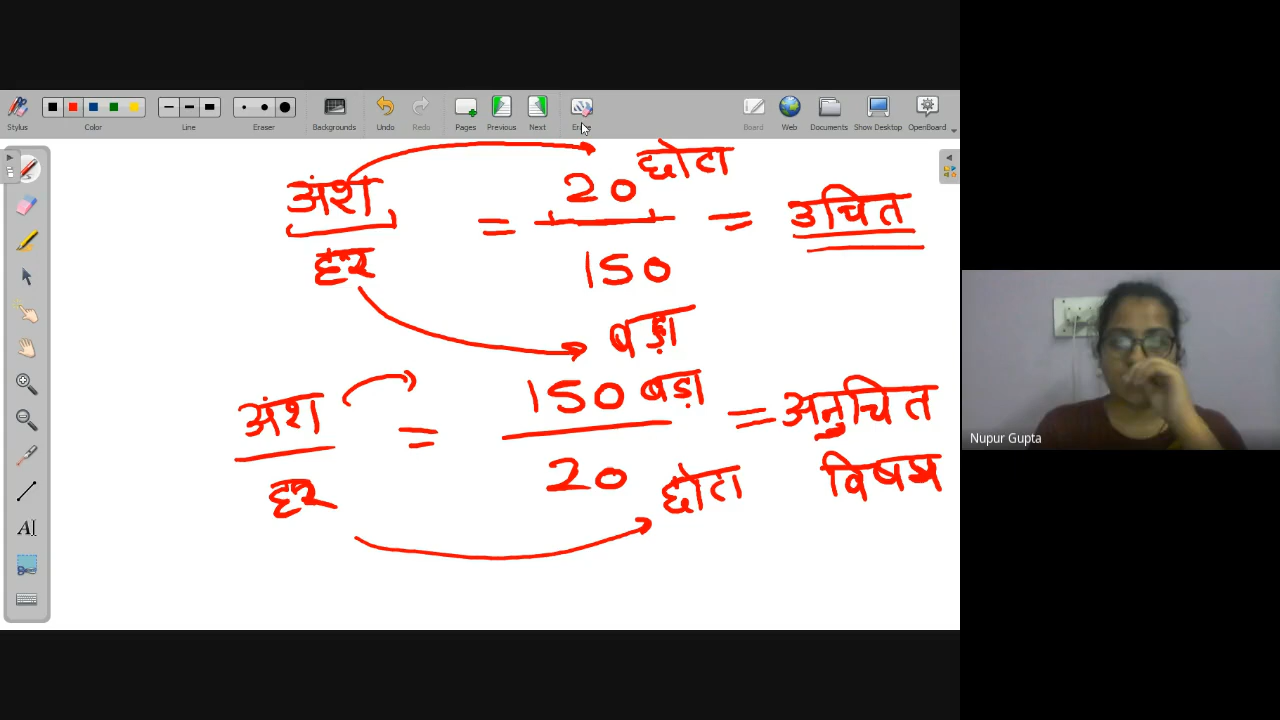 Stylus Color Line Eraser Backgrounds Undo Redo Pages Previous Next Erase Board Web Documents Show Desktop OpenBoard
अंश = 20 छोटा = उचित
हर 150
बड़ा
अंश = 150 बड़ा = अनुचित
हर 20 छोटा विषम
Nupur Gupta